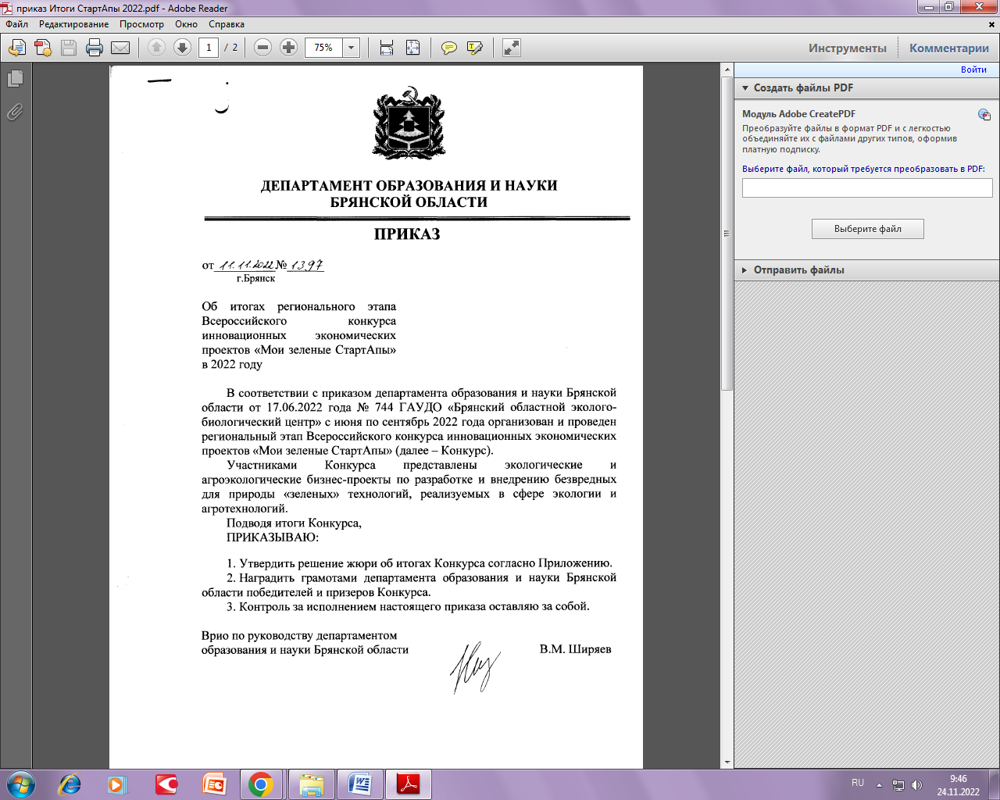 приказ Итоги СтартАпы 2022.pdf - Adobe Reader
Файл Редактирование Просмотр Окно Справка
1 / 2 75% Инструменты Комментарии
Войти
Создать файлы PDF
Модуль Adobe CreatePDF
Преобразуйте файлы в формат PDF и с легкостью
объединяйте их с файлами других типов, оформив
платную подписку.
Выберите файл, который требуется преобразовать в PDF:
Выберите файл
Отправить файлы
ДЕПАРТАМЕНТ ОБРАЗОВАНИЯ И НАУКИ
БРЯНСКОЙ ОБЛАСТИ
ПРИКАЗ
от 11.11.2022 № 1397
г.Брянск
Об итогах регионального этапа
Всероссийского конкурса
инновационных экономических
проектов «Мои зеленые СтартАпы»
в 2022 году
В соответствии с приказом департамента образования и науки Брянской
области от 17.06.2022 года № 744 ГАУДО «Брянский областной эколого-
биологический центр» с июня по сентябрь 2022 года организован и проведен
региональный этап Всероссийского конкурса инновационных экономических
проектов «Мои зеленые СтартАпы» (далее – Конкурс).
Участниками Конкурса представлены экологические и
агроэкологические бизнес-проекты по разработке и внедрению безвредных
для природы «зеленых» технологий, реализуемых в сфере экологии и
агротехнологий.
Подводя итоги Конкурса,
ПРИКАЗЫВАЮ:
1. Утвердить решение жюри об итогах Конкурса согласно Приложению.
2. Наградить грамотами департамента образования и науки Брянской
области победителей и призеров Конкурса.
3. Контроль за исполнением настоящего приказа оставляю за собой.
Врио по руководству департаментом
образования и науки Брянской области В.М. Ширяев
RU 9:46
24.11.2022